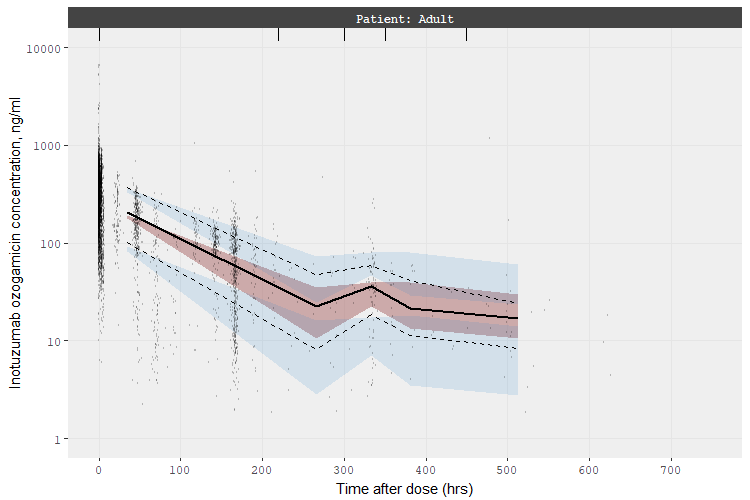 Patient: Adult
Inotuzumab ozogamicin concentration, ng/ml
10000
1000
100
10
1
0 100 200 300 400 500 600 700
Time after dose (hrs)